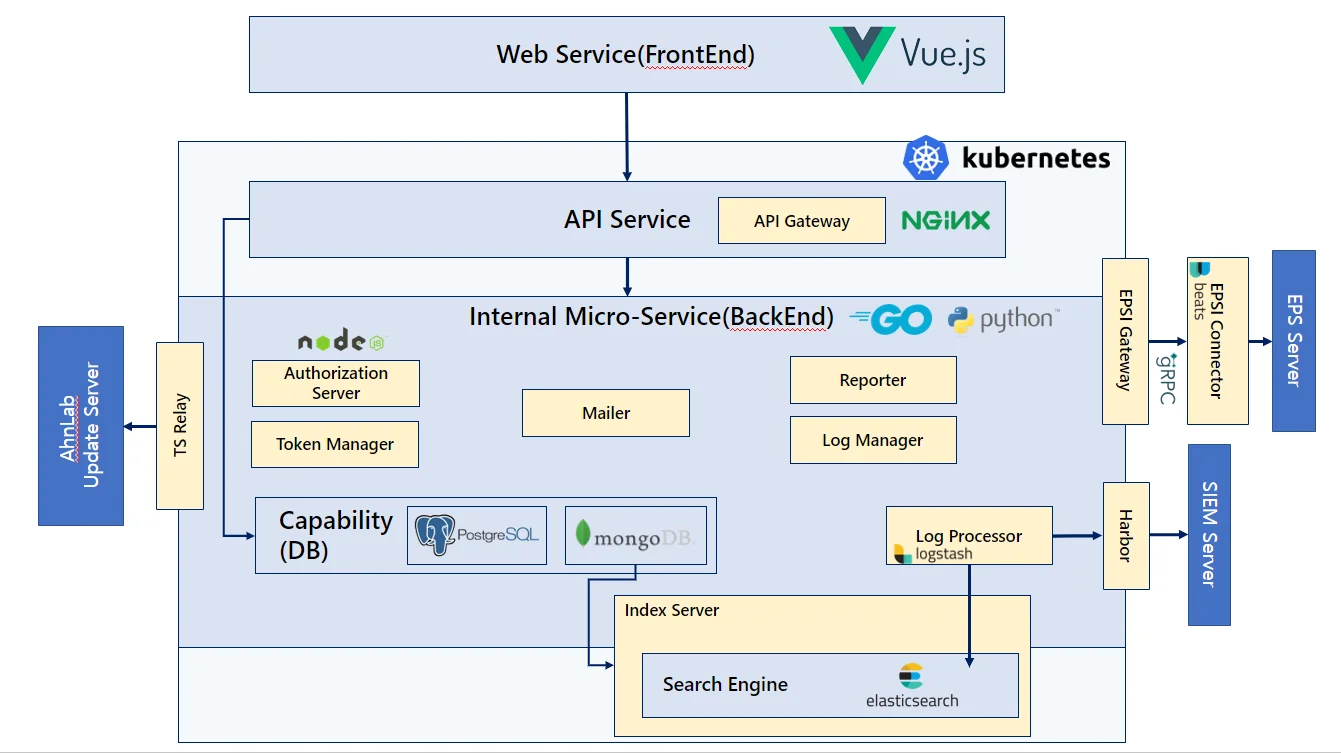 Web Service(FrontEnd)
Vue.js
kubernetes
API Service
API Gateway
NGINX
Internal Micro-Service(BackEnd)
GO
python™
node
JS
Authorization
Server
Token Manager
Mailer
Reporter
Log Manager
EPSI Gateway
gRPC
EPSI Connector
beats
EPS Server
AhnLab
Update Server
TS Relay
Capability
(DB)
PostgreSQL
mongoDB.
Log Processor
logstash
Harbor
SIEM Server
Index Server
Search Engine
elasticsearch